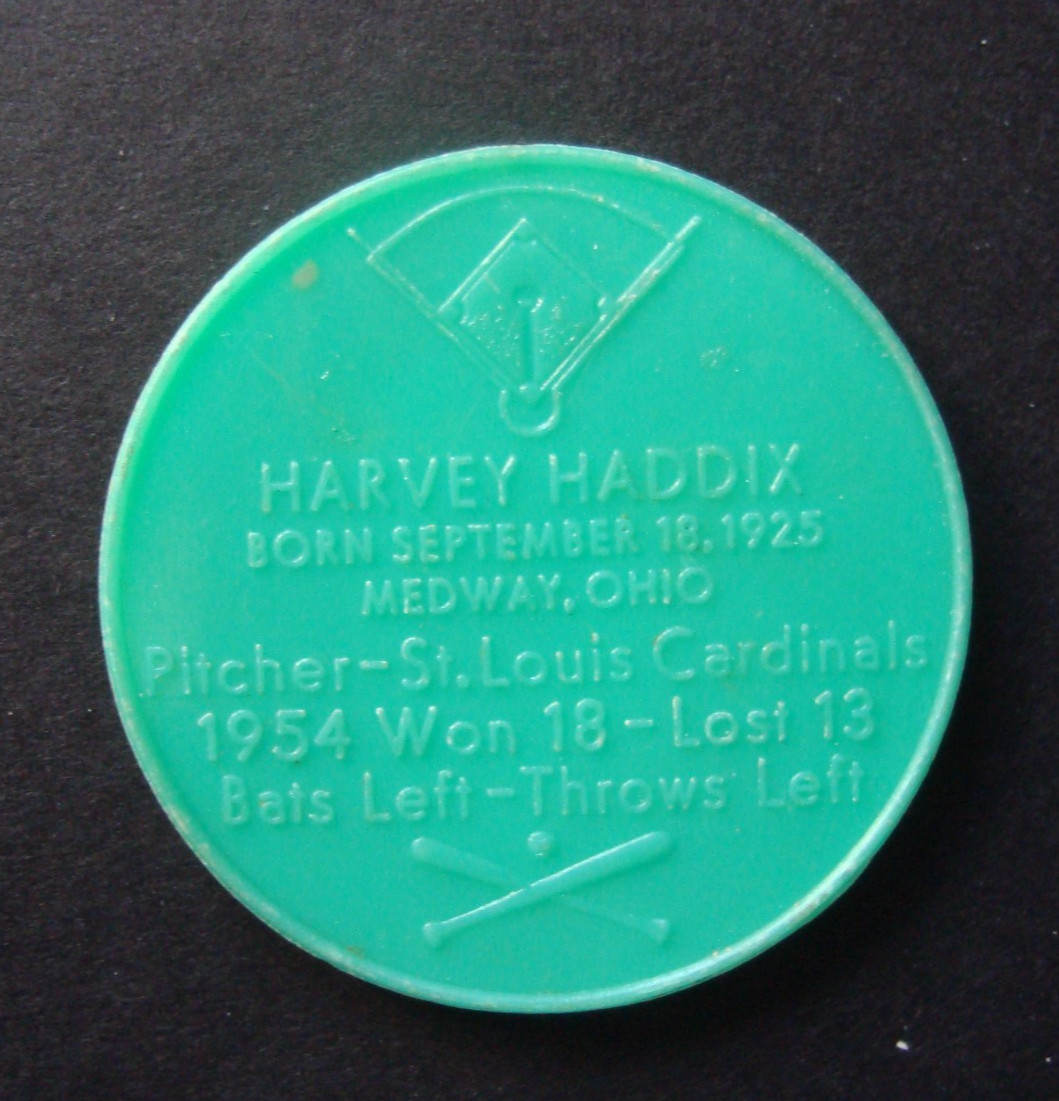 HARVEY HADDIX
BORN SEPTEMBER 18, 1925
MEDWAY, OHIO
Pitcher-St. Louis Cardinals
1954 Won 18 - Lost 13
Bats Left - Throws Left